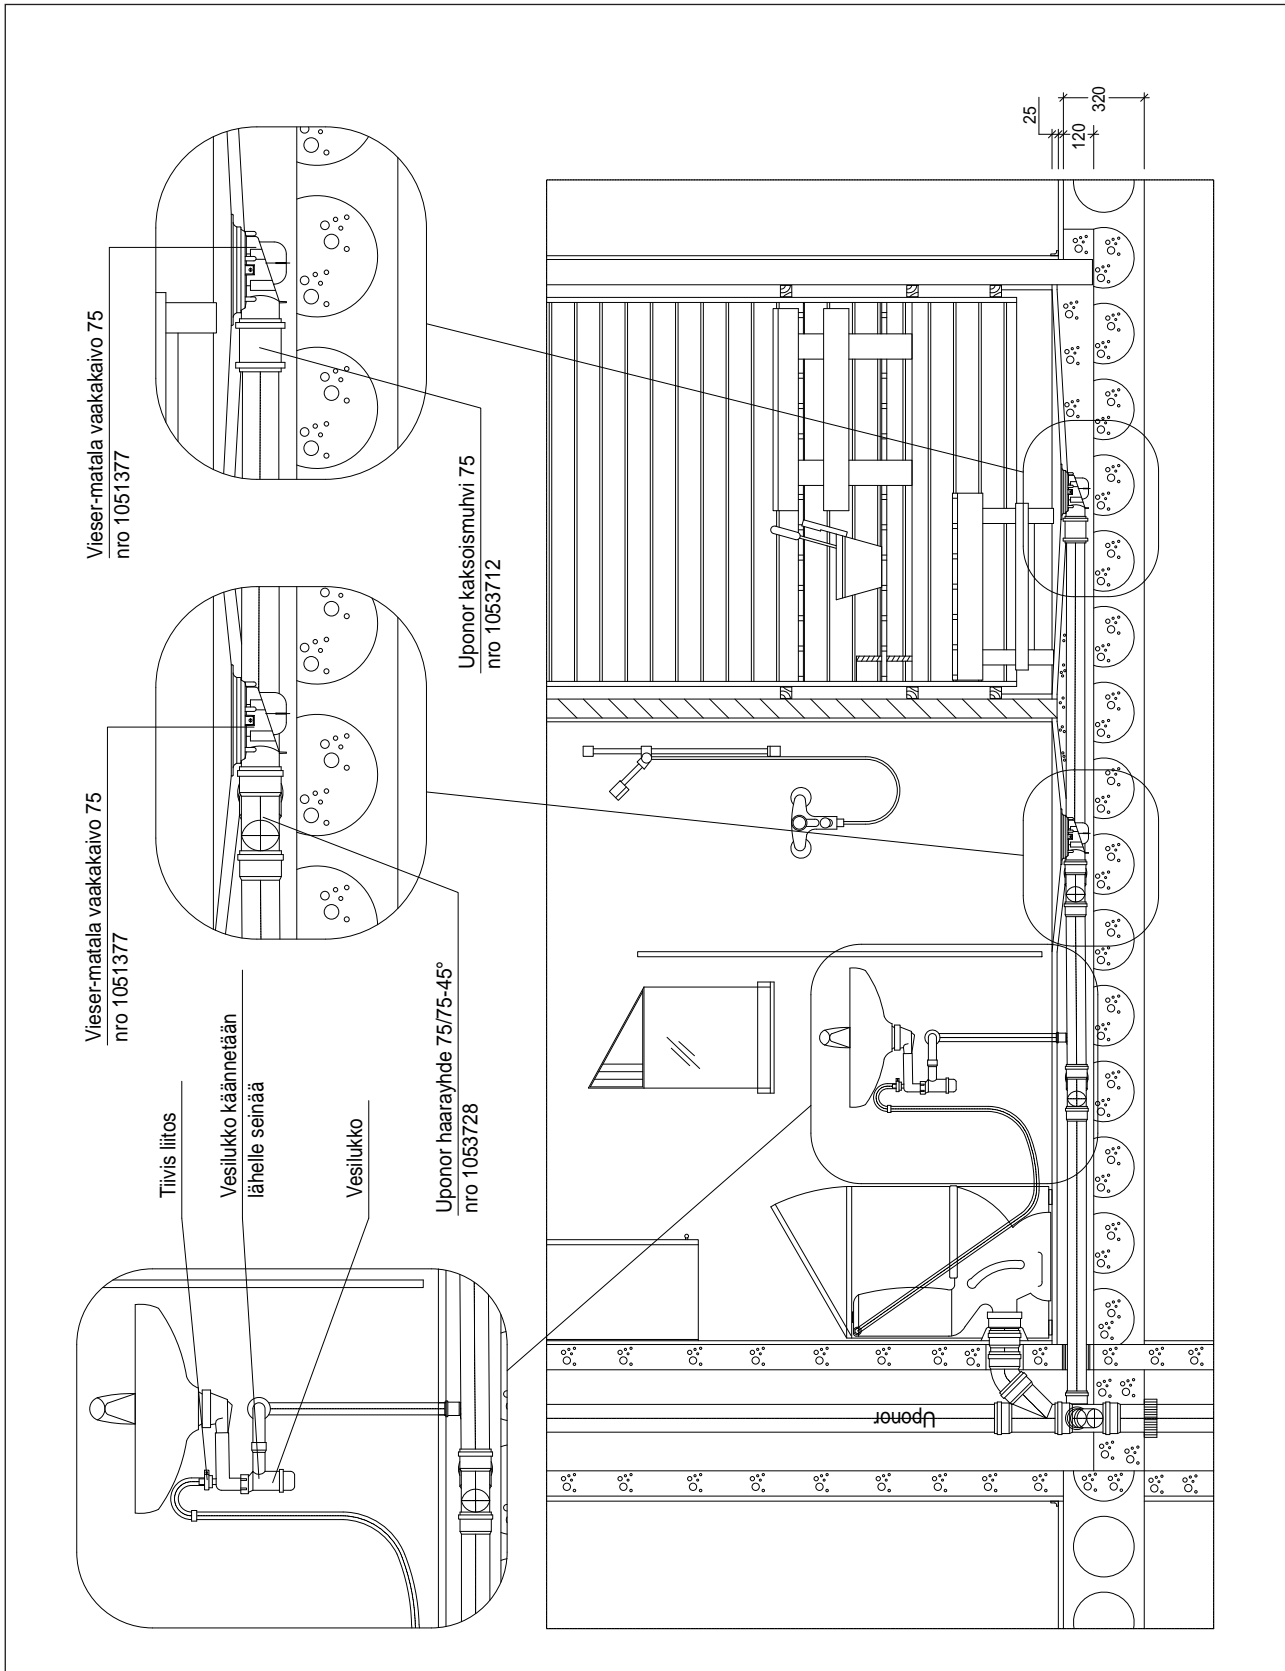 Tiivis liitos
Vesilukko käännetään
lähelle seinää
Vesilukko
Vieser-matala vaakakaivo 75
nro 1051377
Uponor haarayhde 75/75-45°
nro 1053728
Vieser-matala vaakakaivo 75
nro 1051377
Uponor kaksoismuhvi 75
nro 1053712
Uponor
25
120
320